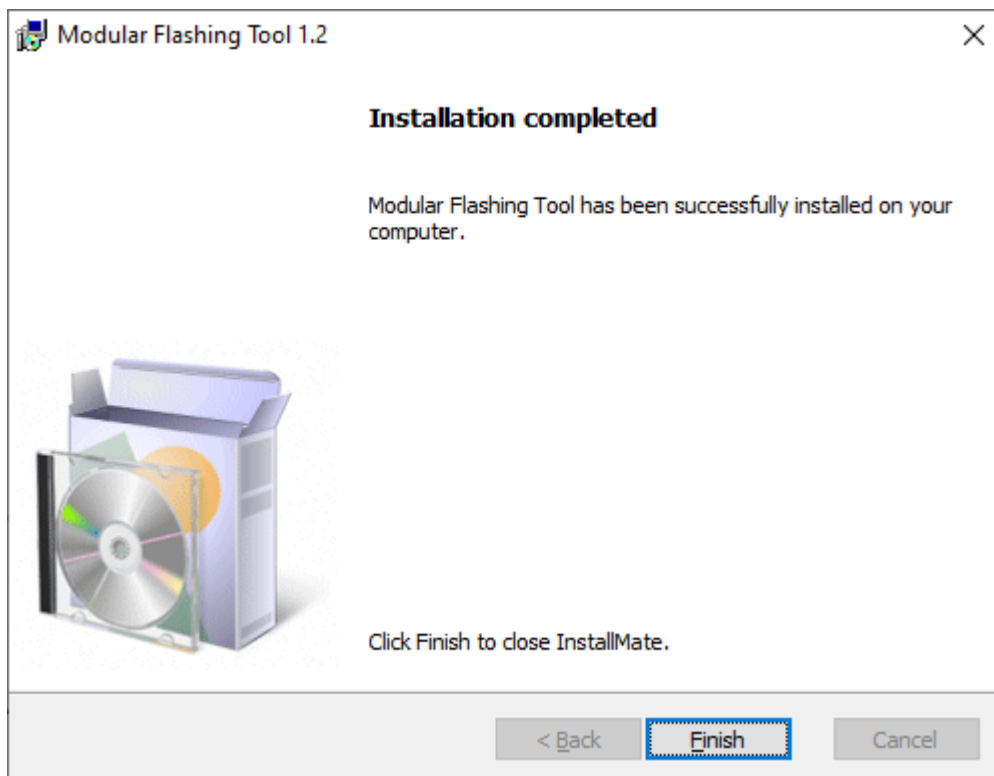 Modular Flashing Tool 1.2
Installation completed
Modular Flashing Tool has been successfully installed on your
computer.
Click Finish to close InstallMate.
< Back
Finish
Cancel